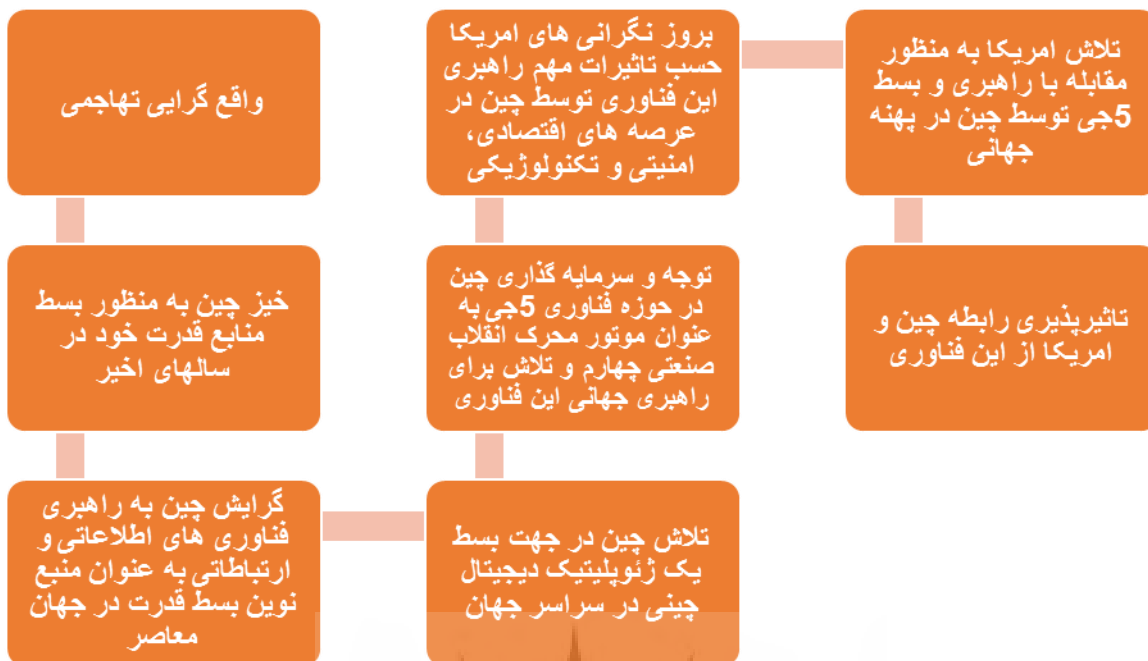 واقع گرایی تهاجمی
خیز چین به منظور بسط
منابع قدرت خود در
سالهای اخیر
گرایش چین به راهبری
فناوری های اطلاعاتی و
ارتباطاتی به عنوان منبع
نوین بسط قدرت در جهان
معاصر
تلاش چین در جهت بسط
یک ژئوپلیتیک دیجیتال
چینی در سراسر جهان
توجه و سرمایه گذاری چین
در حوزه فناوری 5جی به
عنوان موتور محرک انقلاب
صنعتی چهارم و تلاش برای
راهبری جهانی این فناوری
بروز نگرانی های امریکا
حسب تاثیرات مهم راهبری
این فناوری توسط چین در
عرصه های اقتصادی،
امنیتی و تکنولوژیکی
تلاش امریکا به منظور
مقابله با راهبری و بسط
5جی توسط چین در پهنه
جهانی
تاثیرپذیری رابطه چین و
امریکا از این فناوری